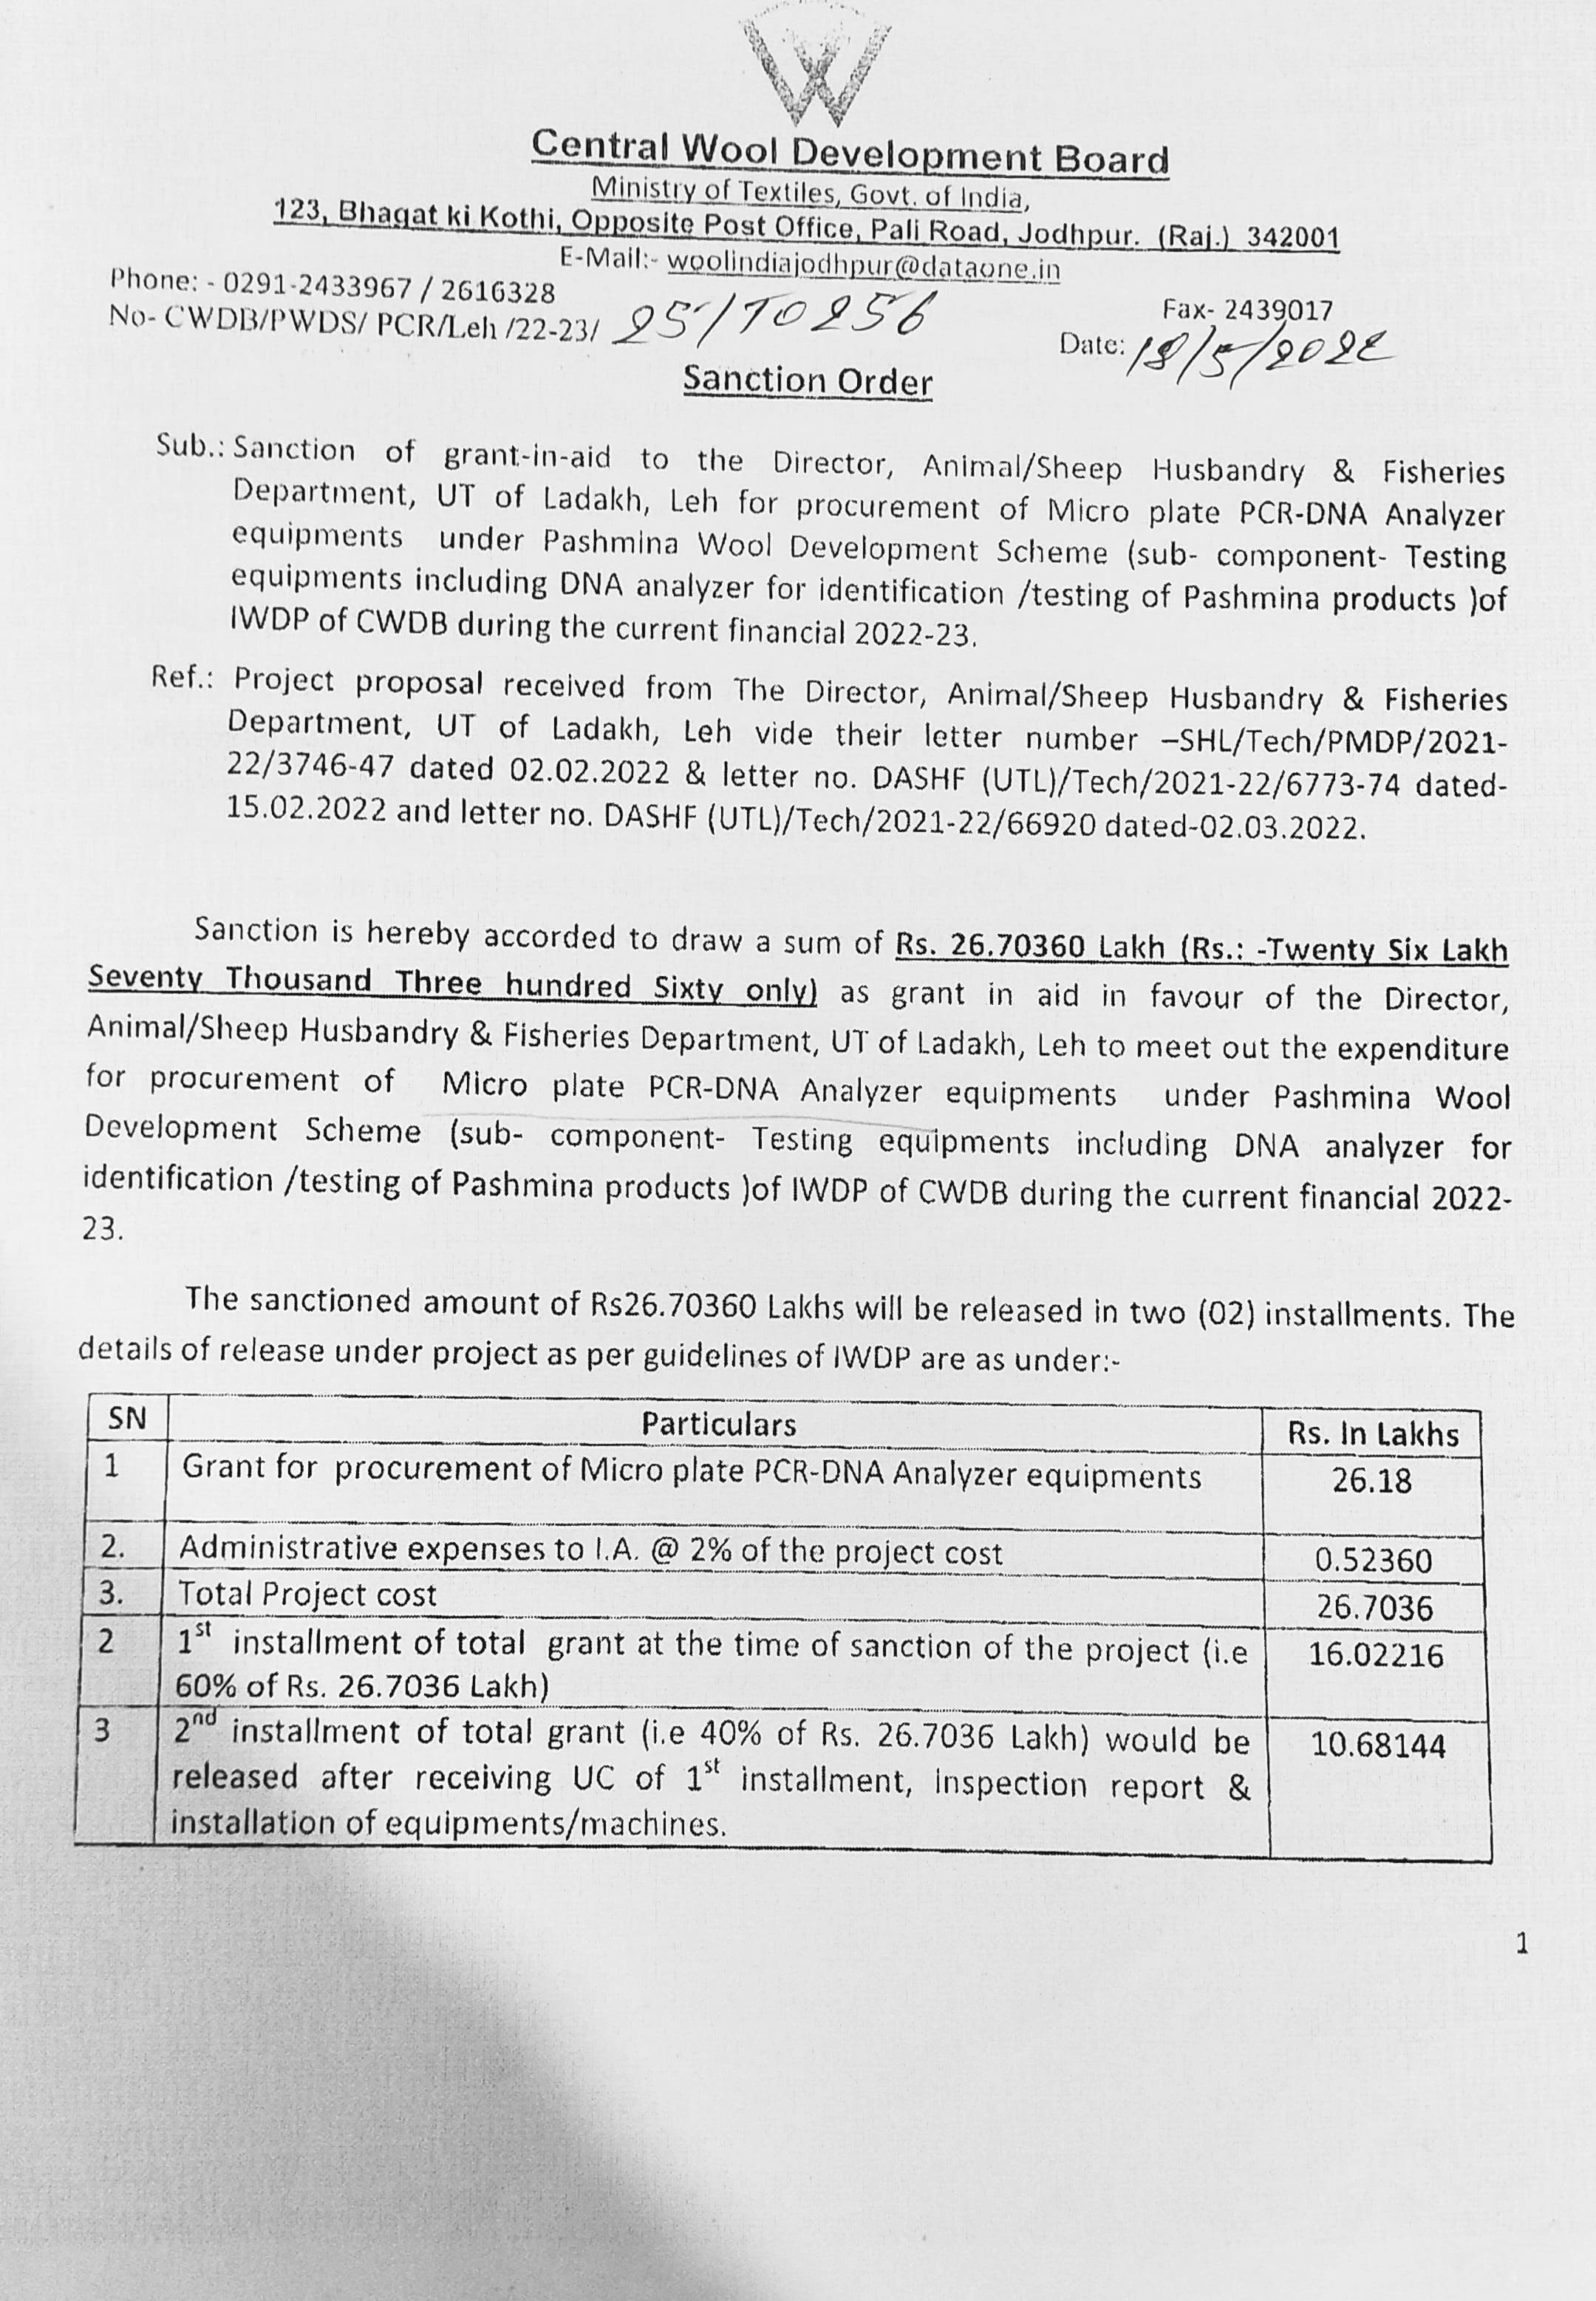 Central Wool Development Board
Ministry of Textiles, Govt. of India,
123, Bhagat ki Kothi, Opposite Post Office, Pali Road, Jodhpur. (Raj.) 342001
E-Mail:- woolindiajodhpur@dataone.in
Phone: - 0291-2433967 / 2616328
Fax- 2439017
No- CWDB/PWDS/ PCR/Leh /22-23/ 251/TO 256
Date: 18/5/2022
Sanction Order
Sub.: Sanction of grant-in-aid to the Director, Animal/Sheep Husbandry & Fisheries
Department, UT of Ladakh, Leh for procurement of Micro plate PCR-DNA Analyzer
equipments under Pashmina Wool Development Scheme (sub- component- Testing
equipments including DNA analyzer for identification /testing of Pashmina products )of
IWDP of CWDB during the current financial 2022-23.
Ref.: Project proposal received from The Director, Animal/Sheep Husbandry & Fisheries
Department, UT of Ladakh, Leh vide their letter number –SHL/Tech/PMDP/2021-
22/3746-47 dated 02.02.2022 & letter no. DASHF (UTL)/Tech/2021-22/6773-74 dated-
15.02.2022 and letter no. DASHF (UTL)/Tech/2021-22/66920 dated-02.03.2022.
Sanction is hereby accorded to draw a sum of Rs. 26.70360 Lakh (Rs.: -Twenty Six Lakh
Seventy Thousand Three hundred Sixty only) as grant in aid in favour of the Director,
Animal/Sheep Husbandry & Fisheries Department, UT of Ladakh, Leh to meet out the expenditure
for procurement of Micro plate PCR-DNA Analyzer equipments under Pashmina Wool
Development Scheme (sub- component- Testing equipments including DNA analyzer for
identification /testing of Pashmina products )of IWDP of CWDB during the current financial 2022-
23.
The sanctioned amount of Rs26.70360 Lakhs will be released in two (02) installments. The
details of release under project as per guidelines of IWDP are as under:-
SN Particulars Rs. In Lakhs
1 Grant for procurement of Micro plate PCR-DNA Analyzer equipments 26.18
2. Administrative expenses to I.A. @ 2% of the project cost 0.52360
3. Total Project cost 26.7036
2 1st installment of total grant at the time of sanction of the project (i.e 16.02216
60% of Rs. 26.7036 Lakh)
3 2nd installment of total grant (i.e 40% of Rs. 26.7036 Lakh) would be 10.68144
released after receiving UC of 1st installment, inspection report &
installation of equipments/machines.
1